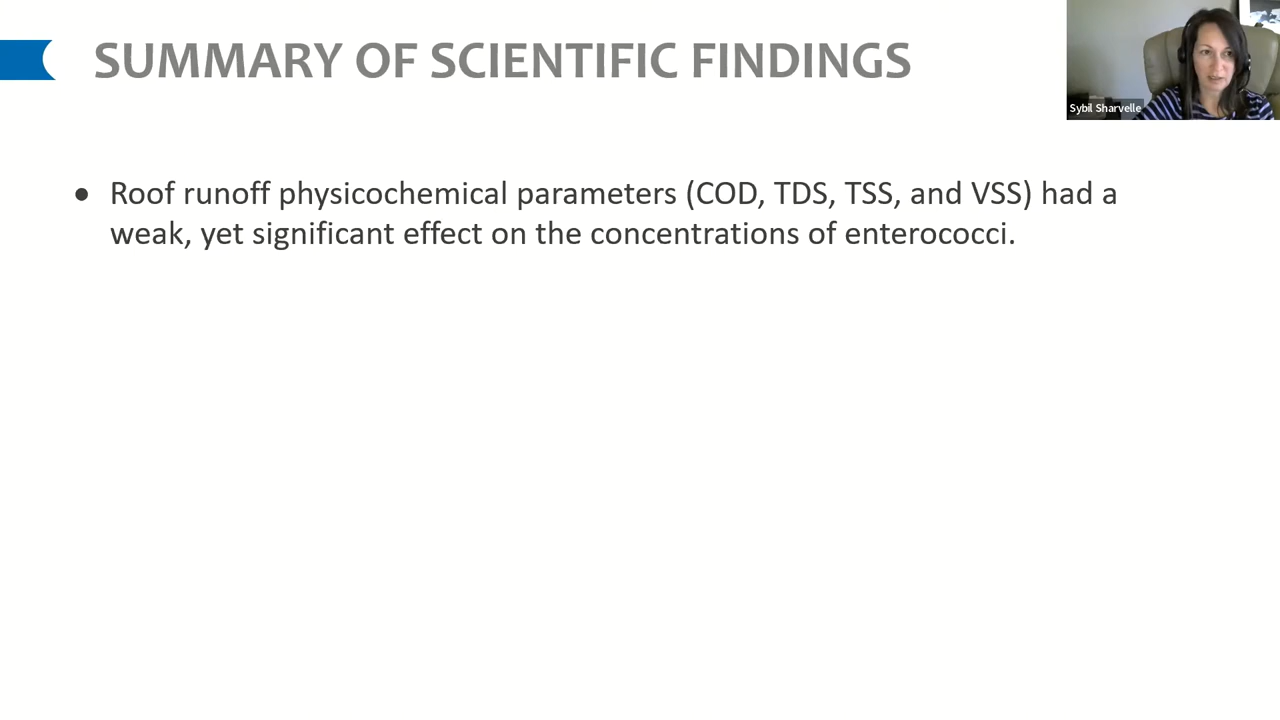 SUMMARY OF SCIENTIFIC FINDINGS
Sybil Sharvelle
• Roof runoff physicochemical parameters (COD, TDS, TSS, and VSS) had a
weak, yet significant effect on the concentrations of enterococci.